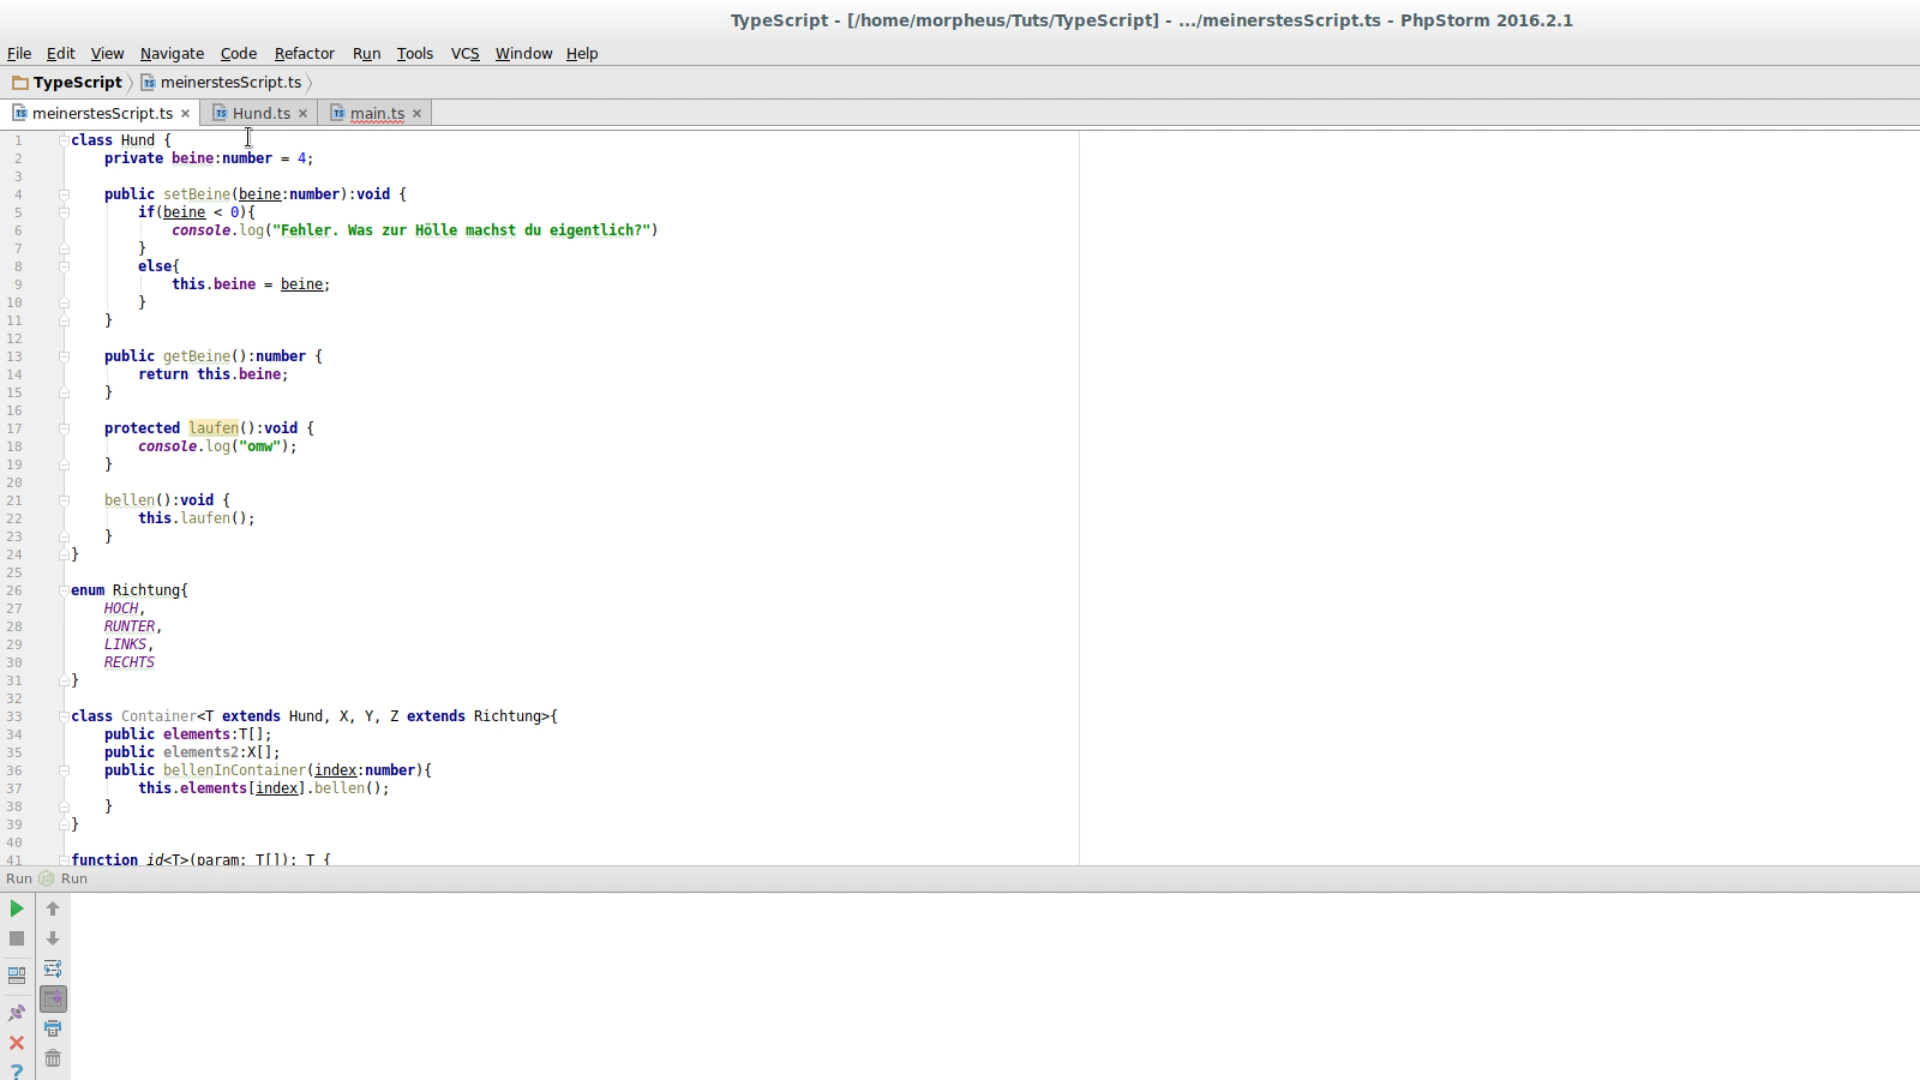 TypeScript - [/home/morpheus/Tuts/TypeScript] - .../meinerstesScript.ts - PhpStorm 2016.2.1
File Edit View Navigate Code Refactor Run Tools VCS Window Help
TypeScript meinerstesScript.ts
meinerstesScript.ts Hund.ts main.ts
1 class Hund {
2 private beine:number = 4;
3
4 public setBeine(beine:number):void {
5 if(beine < 0){
6 console.log("Fehler. Was zur Hölle machst du eigentlich?")
7 }
8 else{
9 this.beine = beine;
10 }
11 }
12
13 public getBeine():number {
14 return this.beine;
15 }
16
17 protected laufen():void {
18 console.log("omw");
19 }
20
21 bellen():void {
22 this.laufen();
23 }
24 }
25
26 enum Richtung{
27 HOCH,
28 RUNTER,
29 LINKS,
30 RECHTS
31 }
32
33 class Container<T extends Hund, X, Y, Z extends Richtung>{
34 public elements:T[];
35 public elements2:X[];
36 public bellenInContainer(index:number){
37 this.elements[index].bellen();
38 }
39 }
40
41 function id<T>(param: T[]): T {
Run Run